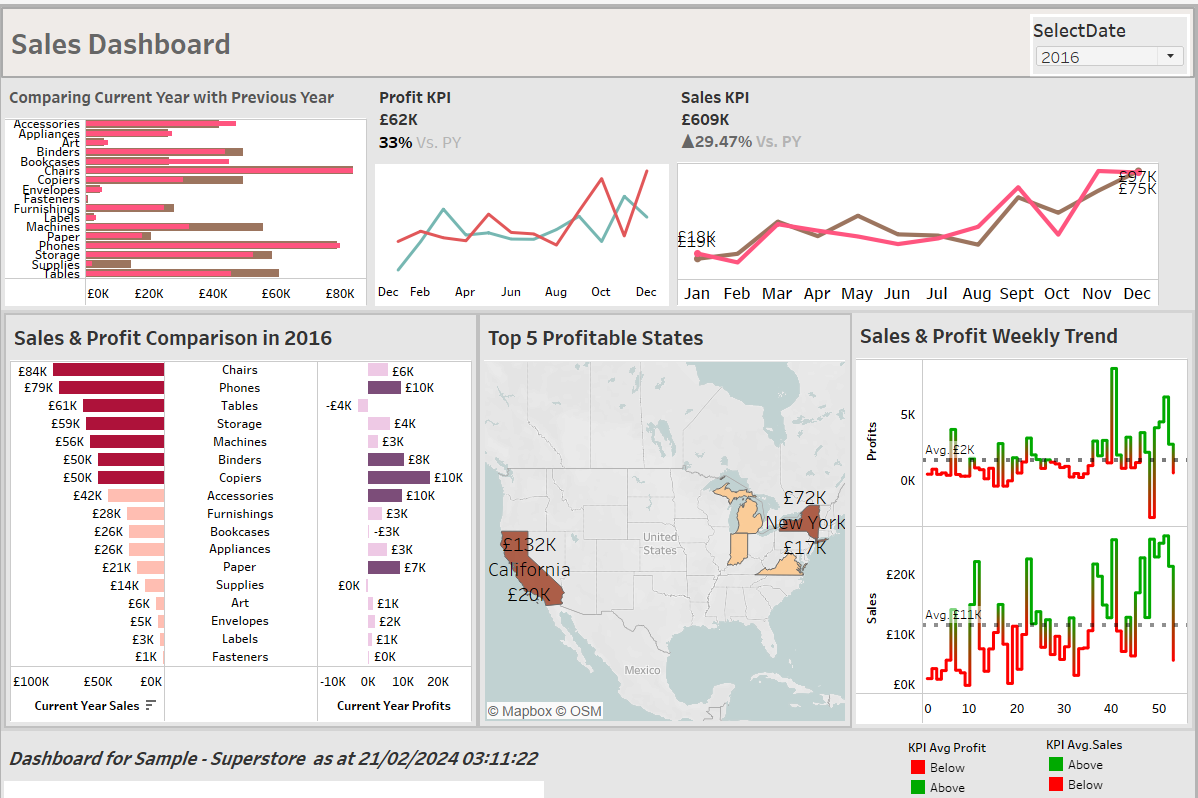 Sales Dashboard
SelectDate
2016
Comparing Current Year with Previous Year
Accessories
Appliances
Art
Binders
Bookcases
Chairs
Copiers
Envelopes
Fasteners
Furnishings
Labels
Machines
Paper
Phones
Storage
Supplies
Tables
£0K £20K £40K £60K £80K
Profit KPI
£62K
33% Vs. PY
Dec Feb Apr Jun Aug Oct Dec
Sales KPI
£609K
▲29.47% Vs. PY
£18K
£19K
£97K
£75K
Jan Feb Mar Apr May Jun Jul Aug Sept Oct Nov Dec
Sales & Profit Comparison in 2016
£84K Chairs £6K
£79K Phones £10K
£61K Tables -£4K
£59K Storage £4K
£56K Machines £3K
£50K Binders £8K
£50K Copiers £10K
£42K Accessories £10K
£28K Furnishings £3K
£26K Bookcases -£3K
£26K Appliances £3K
£21K Paper £7K
£14K Supplies £0K
£6K Art £1K
£5K Envelopes £2K
£3K Labels £1K
£1K Fasteners £0K
£100K £50K £0K
-10K 0K 10K 20K
Current Year Sales
Current Year Profits
Top 5 Profitable States
£72K
New York
£17K
£132K
California
£20K
United
States
Mexico
© Mapbox © OSM
Sales & Profit Weekly Trend
Profits
5K
Avg. £2K
£0K
Sales
£20K
Avg. £11K
£10K
£0K
0 10 20 30 40 50
Dashboard for Sample - Superstore as at 21/02/2024 03:11:22
KPI Avg Profit
Below
Above
KPI Avg.Sales
Above
Below